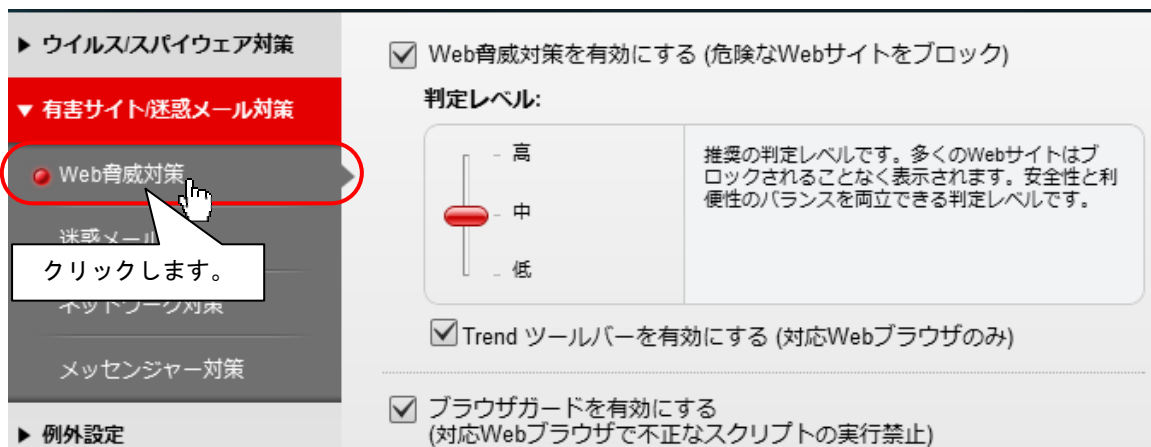 ▶ ウイルス/スパイウェア対策
▼ 有害サイト/迷惑メール対策
Web脅威対策
迷惑メール
クリックします。
ネットワーク対策
メッセンジャー対策
▶ 例外設定
Web脅威対策を有効にする (危険なWebサイトをブロック)
判定レベル:
高
中
低
推奨の判定レベルです。多くのWebサイトはブ
ロックされることなく表示されます。安全性と利
便性のバランスを両立できる判定レベルです。
Trend ツールバーを有効にする (対応Webブラウザのみ)
ブラウザガードを有効にする
(対応Webブラウザで不正なスクリプトの実行禁止)